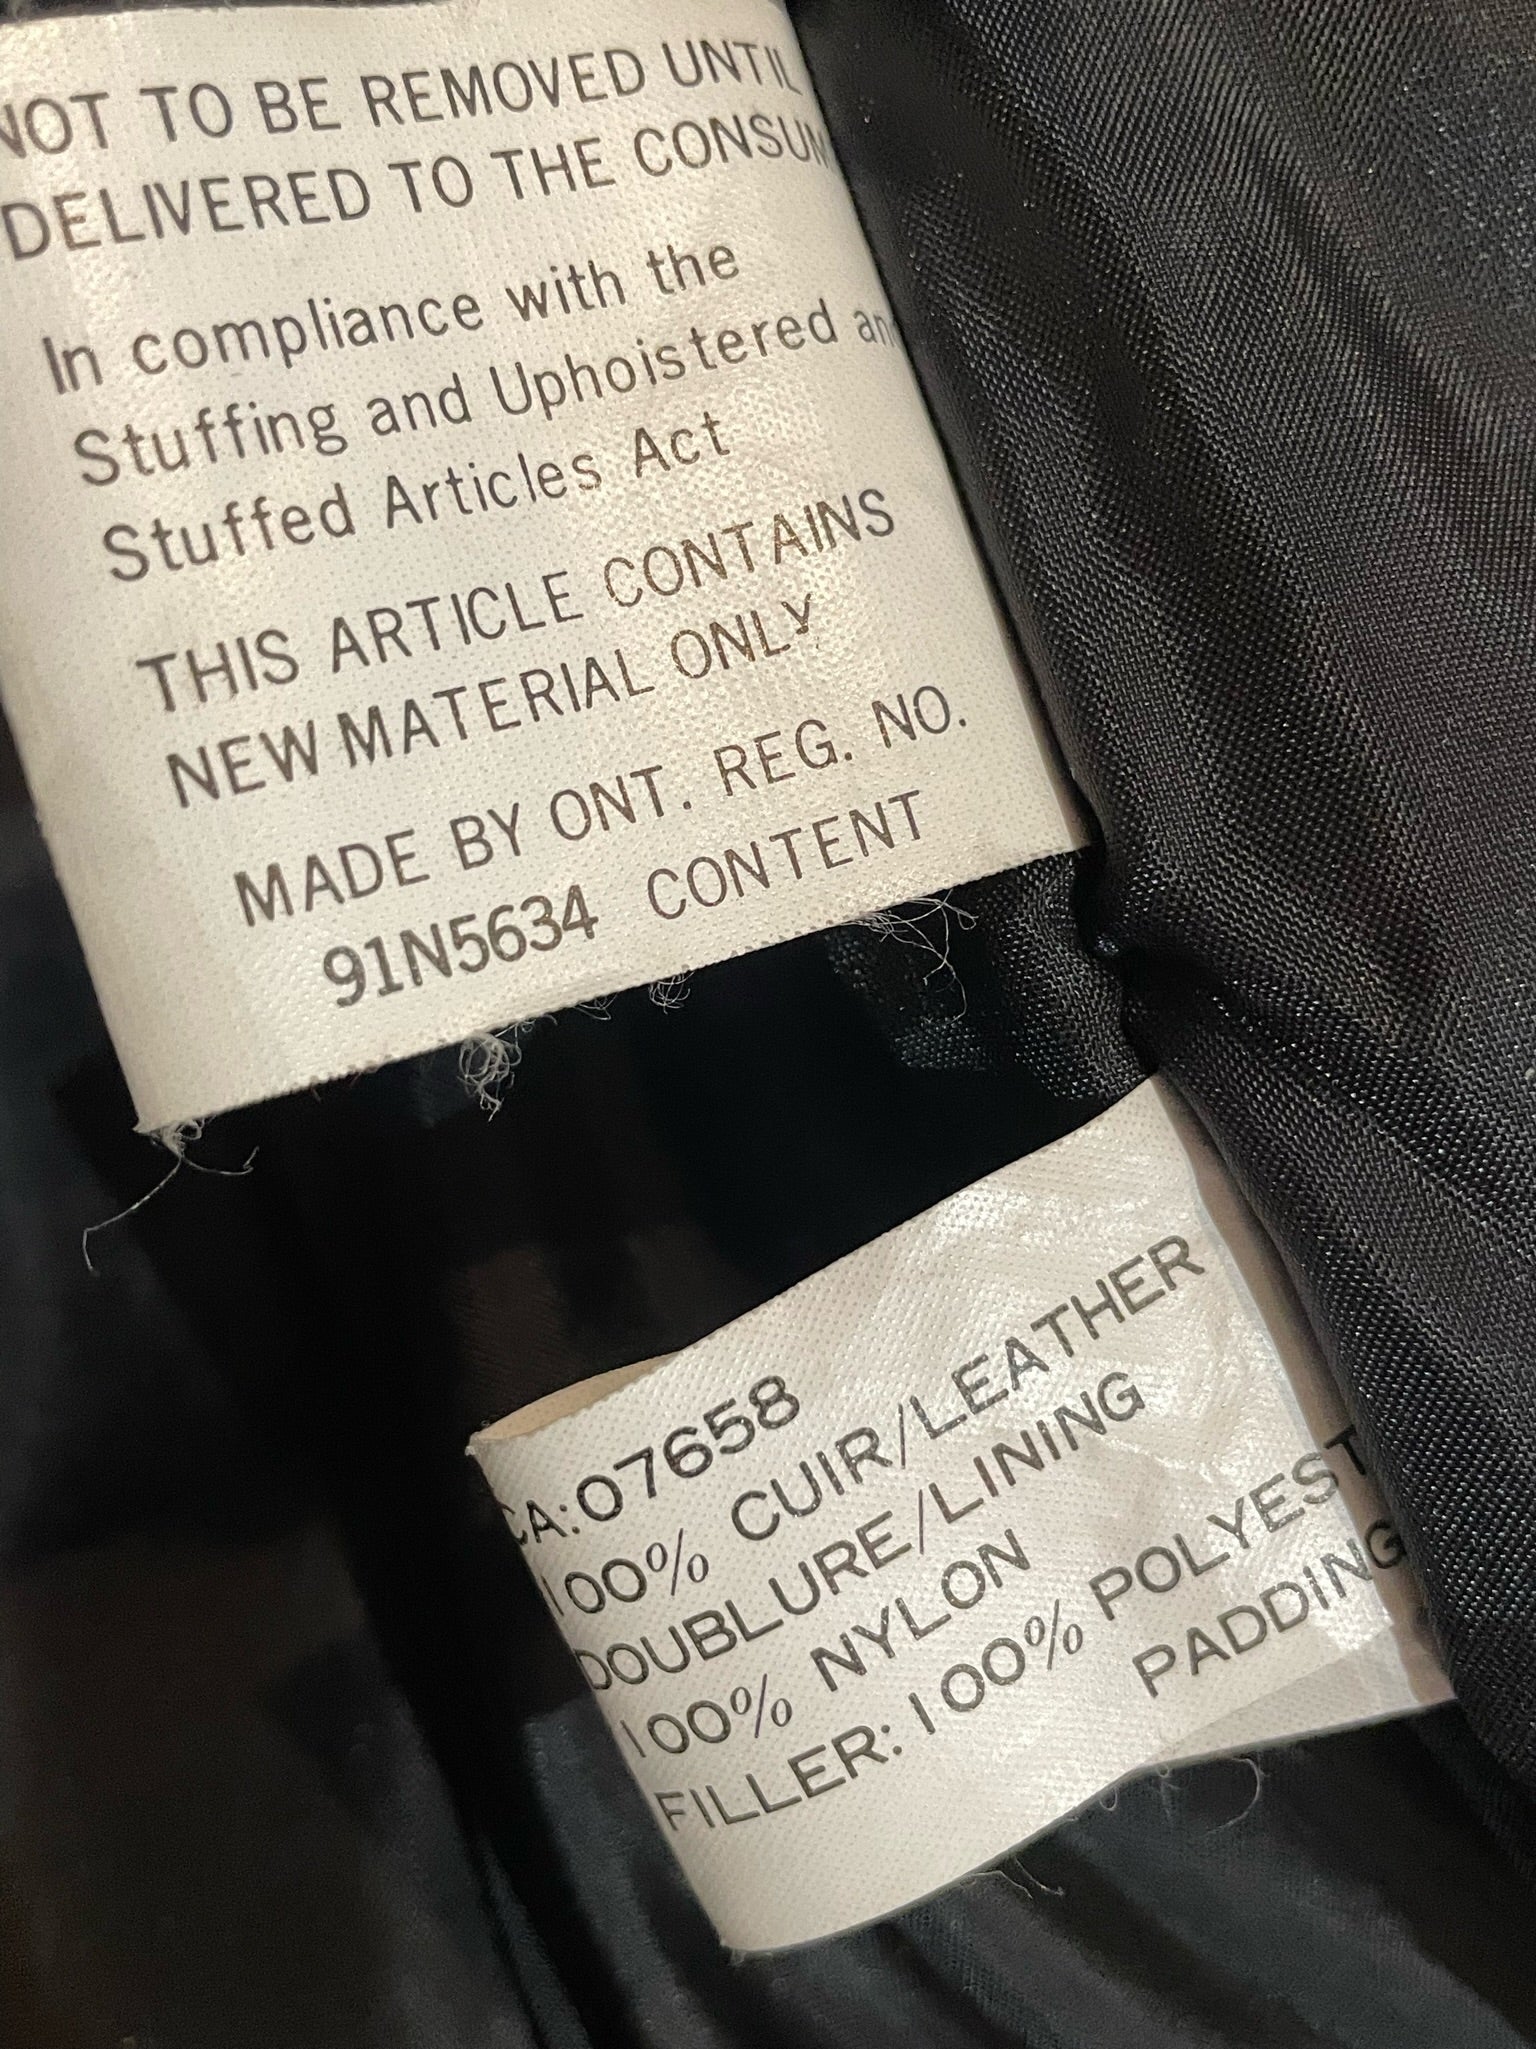 NOT TO BE REMOVED UNTIL
DELIVERED TO THE CONSUM
In compliance with the
Stuffing and Uphoistered and
Stuffed Articles Act
THIS ARTICLE CONTAINS
NEW MATERIAL ONLY
MADE BY ONT. REG. NO.
91N5634 CONTENT
CA:07658
100% CUIR/LEATHER
DOUBLURE/LINING
100% NYLON
FILLER: 100% POLYEST
PADDING